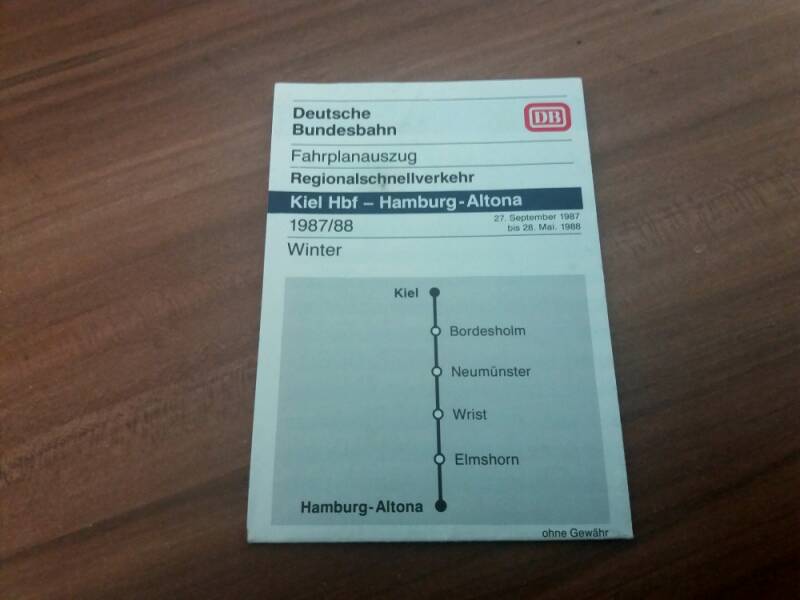 Deutsche
Bundesbahn
DB
Fahrplanauszug
Regionalschnellverkehr
Kiel Hbf – Hamburg-Altona
1987/88
27. September 1987
bis 28. Mai. 1988
Winter
Kiel
Bordesholm
Neumünster
Wrist
Elmshorn
Hamburg-Altona
ohne Gewähr